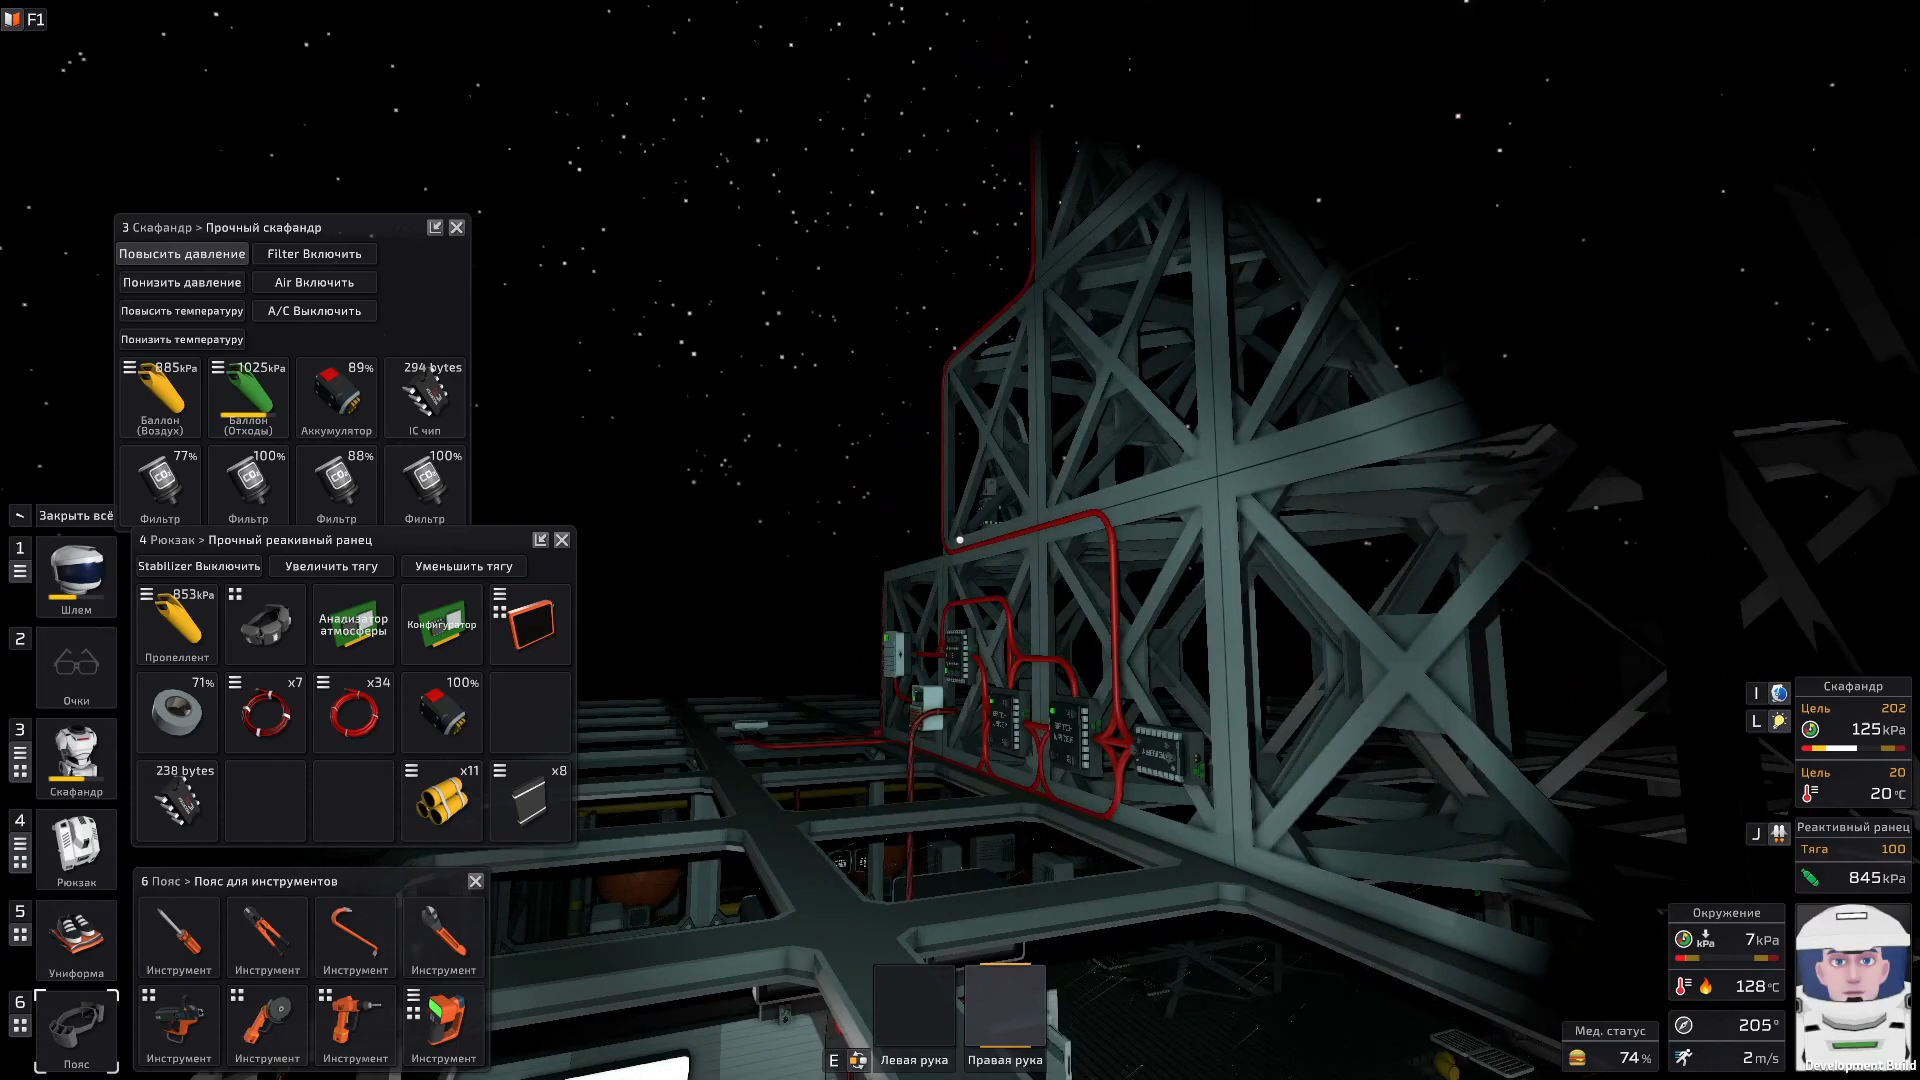 F1
3 Скафандр > Прочный скафандр
Повысить давление
Filter Включить
Понизить давление
Air Включить
Повысить температуру
A/C Выключить
Понизить температуру
885kPa
Баллон (Воздух)
1025kPa
Баллон (Отходы)
89%
Аккумулятор
294 bytes
IC чип
77%
Фильтр
100%
Фильтр
88%
Фильтр
100%
Фильтр
Закрыть всё
4 Рюкзак > Прочный реакивный ранец
Stabilizer Выключить
Увеличить тягу
Уменьшить тягу
853kPa
Пропеллент
Анализатор атмосферы
Конфигуратор
71%
x7
x34
100%
238 bytes
x11
x8
6 Пояс > Пояс для инструментов
Инструмент
Инструмент
Инструмент
Инструмент
Инструмент
Инструмент
Инструмент
Инструмент
1
Шлем
2
Очки
3
Скафандр
4
Рюкзак
5
Униформа
6
Пояс
E
Левая рука
Правая рука
I
L
Скафандр
Цель 202
125kPa
Цель 20
20°C
J
Реактивный ранец
Тяга 100
845kPa
Окружение
kPa
7kPa
128°C
205°
2m/s
Мед. статус
74%
Development Build